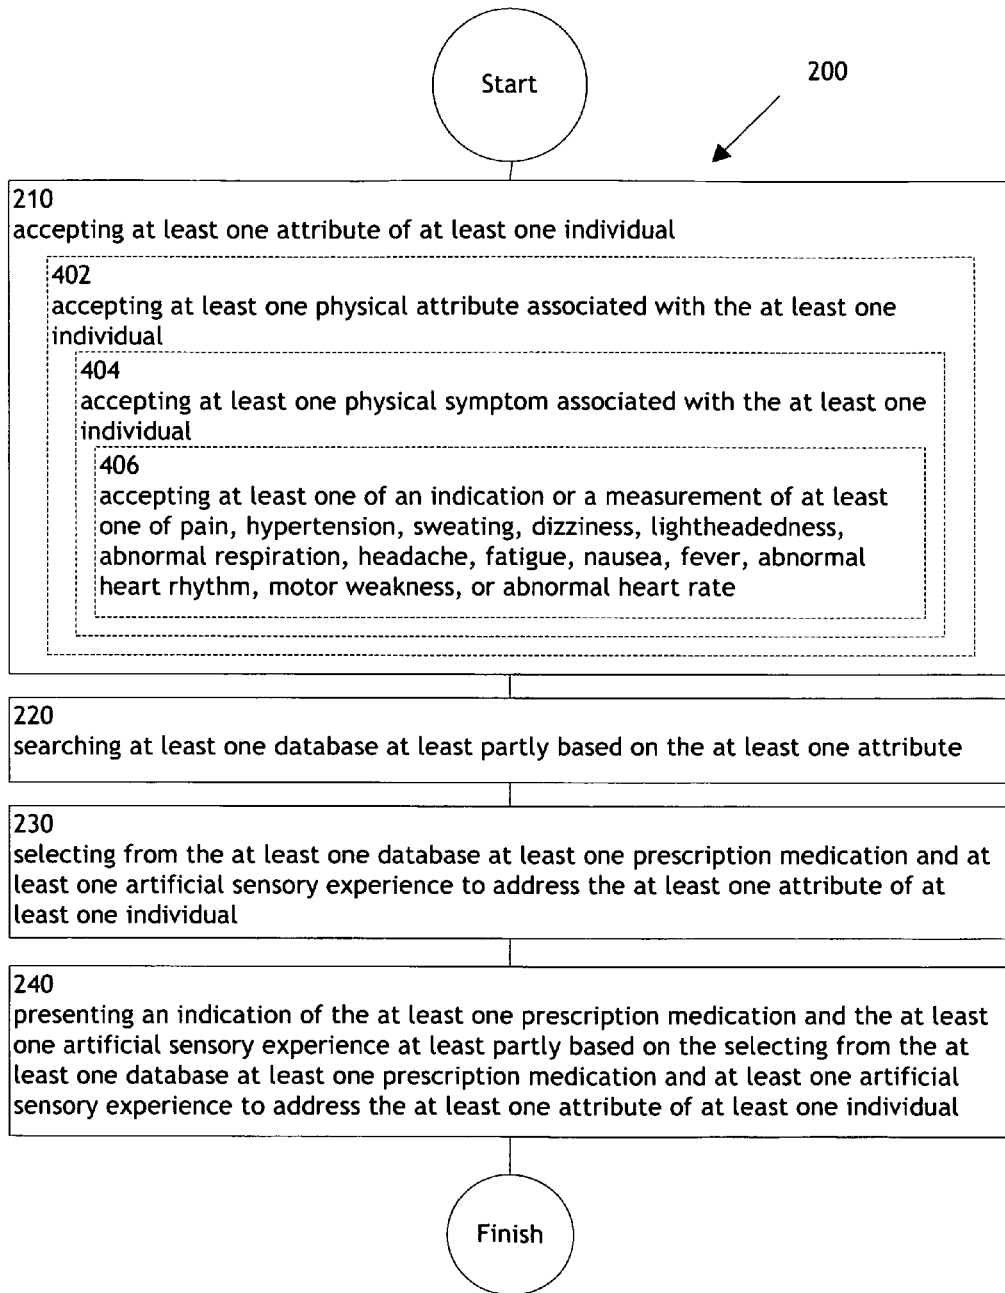 Start
200
210
accepting at least one attribute of at least one individual
402
accepting at least one physical attribute associated with the at least one
individual
404
accepting at least one physical symptom associated with the at least one
individual
406
accepting at least one of an indication or a measurement of at least
one of pain, hypertension, sweating, dizziness, lightheadedness,
abnormal respiration, headache, fatigue, nausea, fever, abnormal
heart rhythm, motor weakness, or abnormal heart rate
220
searching at least one database at least partly based on the at least one attribute
230
selecting from the at least one database at least one prescription medication and at
least one artificial sensory experience to address the at least one attribute of at
least one individual
240
presenting an indication of the at least one prescription medication and the at least
one artificial sensory experience at least partly based on the selecting from the at
least one database at least one prescription medication and at least one artificial
sensory experience to address the at least one attribute of at least one individual
Finish